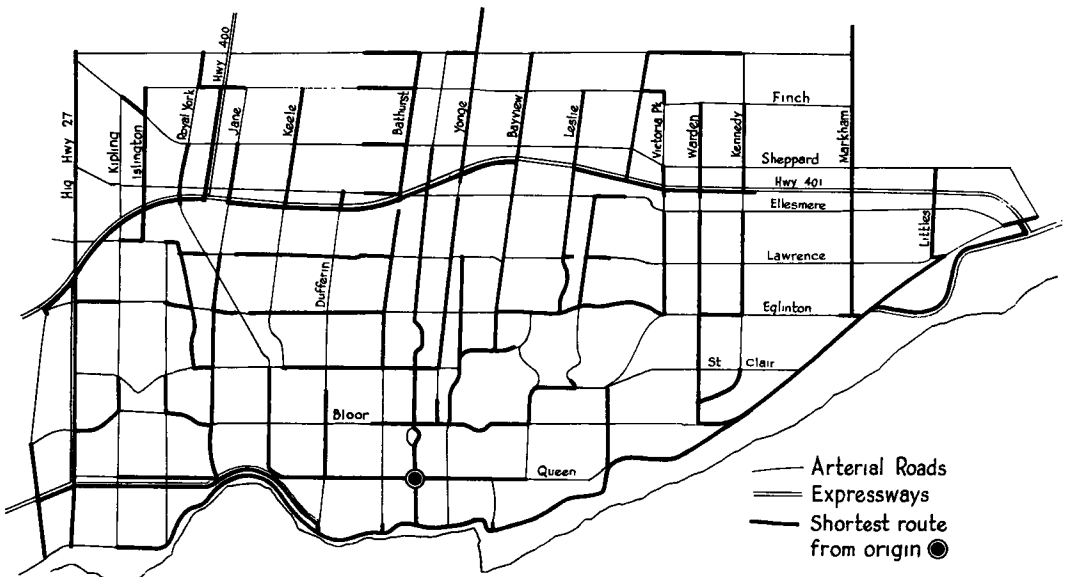 Hwy 400
Hig Hwy 27
Kipling
Islington
Royal York
Jane
Keele
Bathurst
Yonge
Bayview
Leslie
Victoria Pk
Warden
Kennedy
Markham
Finch
Sheppard
Hwy 401
Ellesmere
Littles
Lawrence
Dufferin
Eglinton
St Clair
Bloor
Queen
Arterial Roads
Expressways
Shortest route
from origin